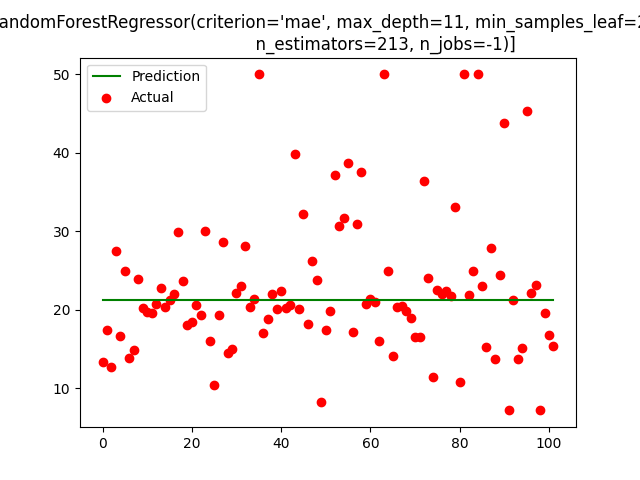 andomForestRegressor(criterion='mae', max_depth=11, min_samples_leaf=2
n_estimators=213, n_jobs=-1)]
Prediction
Actual
50
40
30
20
10
0
20
40
60
80
100